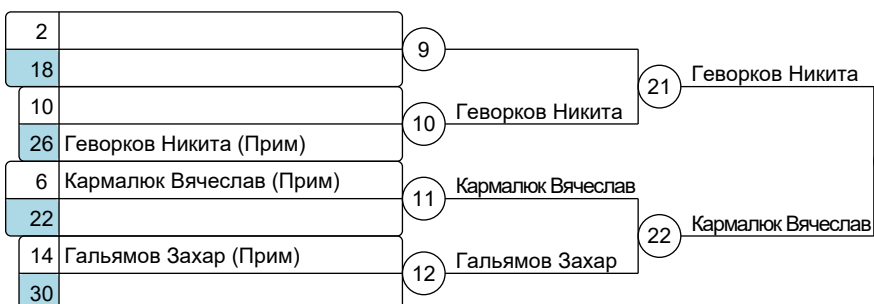 2
9
18
21 Геворков Никита
10
10 Геворков Никита
26 Геворков Никита (Прим)
6 Кармалюк Вячеслав (Прим)
11 Кармалюк Вячеслав
22
22 Кармалюк Вячеслав
14 Гальямов Захар (Прим)
12 Гальямов Захар
30